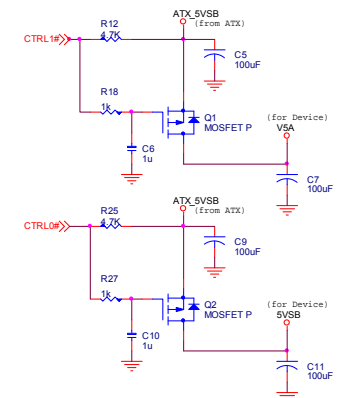 ATX_5VSB
(from ATX)
R12
4.7K
CTRL1#
C5
100uF
R18
1k
Q1
MOSFET P
(for Device)
V5A
C6
1u
C7
100uF
ATX_5VSB
(from ATX)
R25
4.7K
CTRL0#
C9
100uF
R27
1k
Q2
MOSFET P
(for Device)
5VSB
C10
1u
C11
100uF